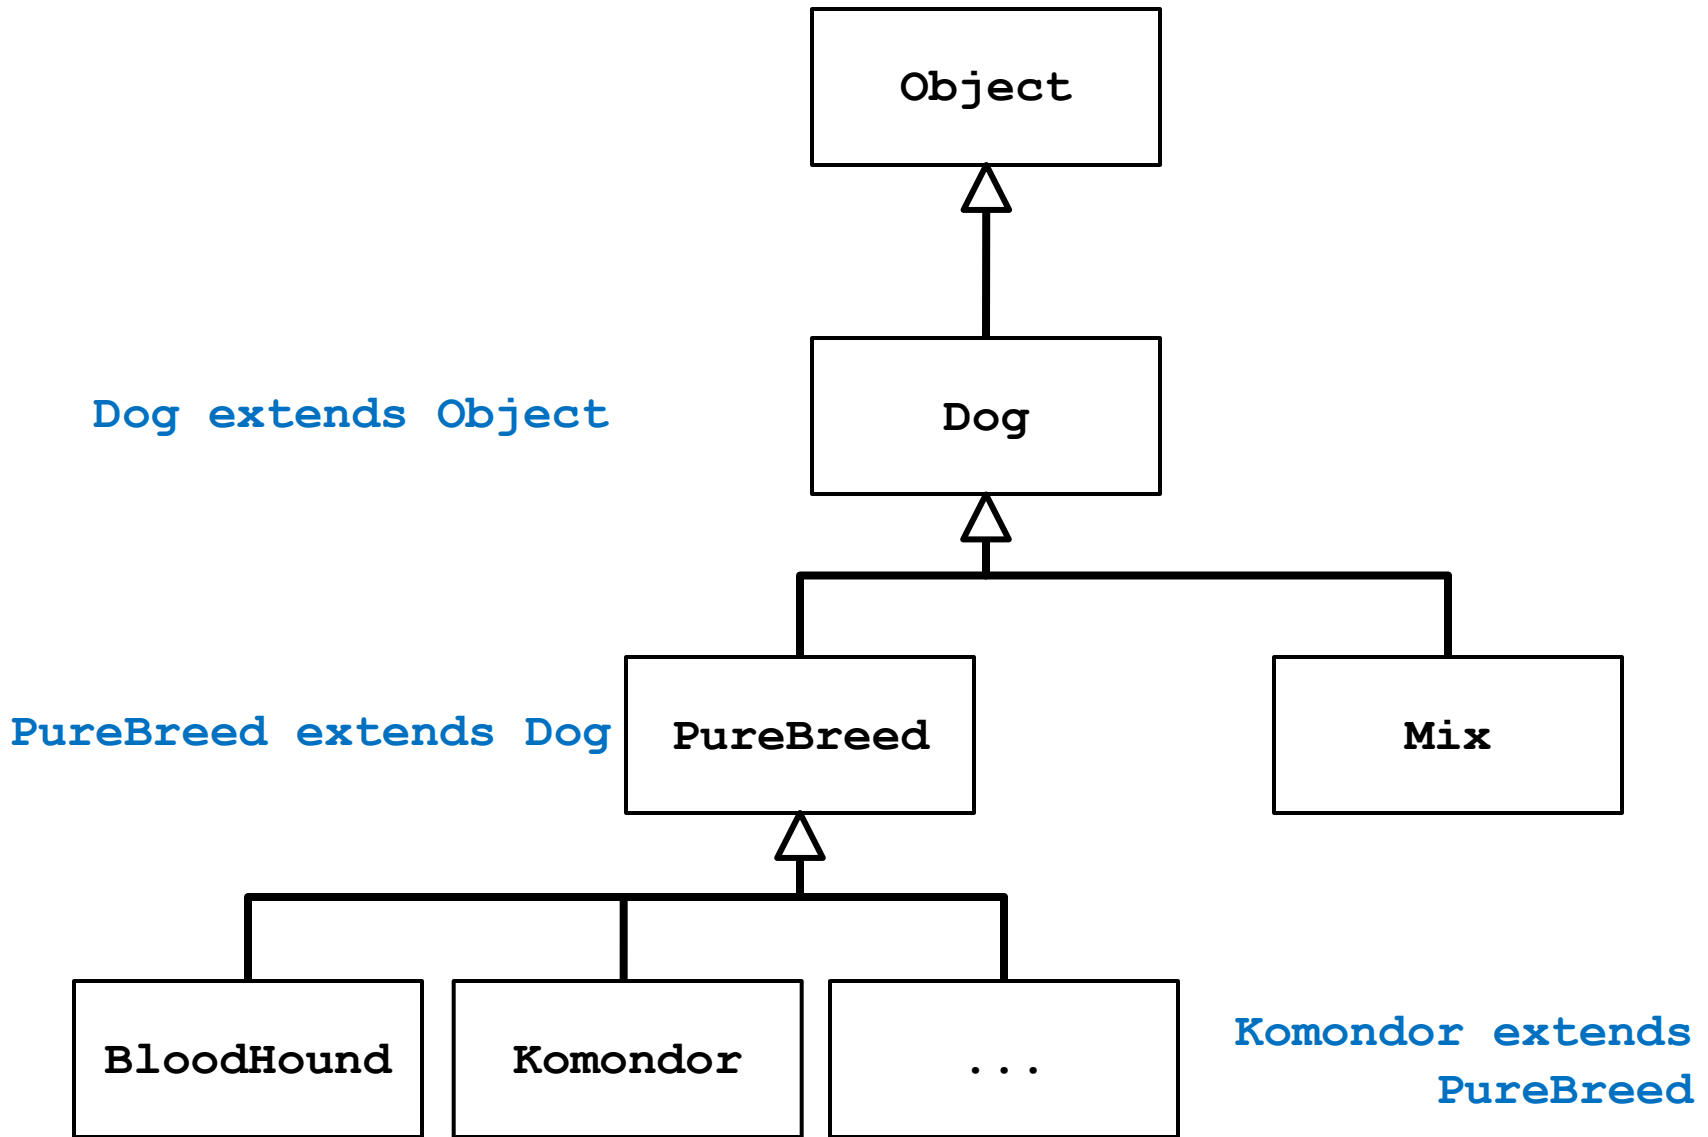 Object
Dog extends Object
Dog
PureBreed extends Dog
PureBreed
Mix
BloodHound
Komondor
...
Komondor extends
PureBreed